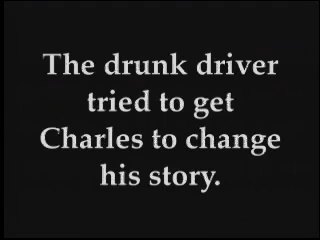 The drunk driver
tried to get
Charles to change
his story.